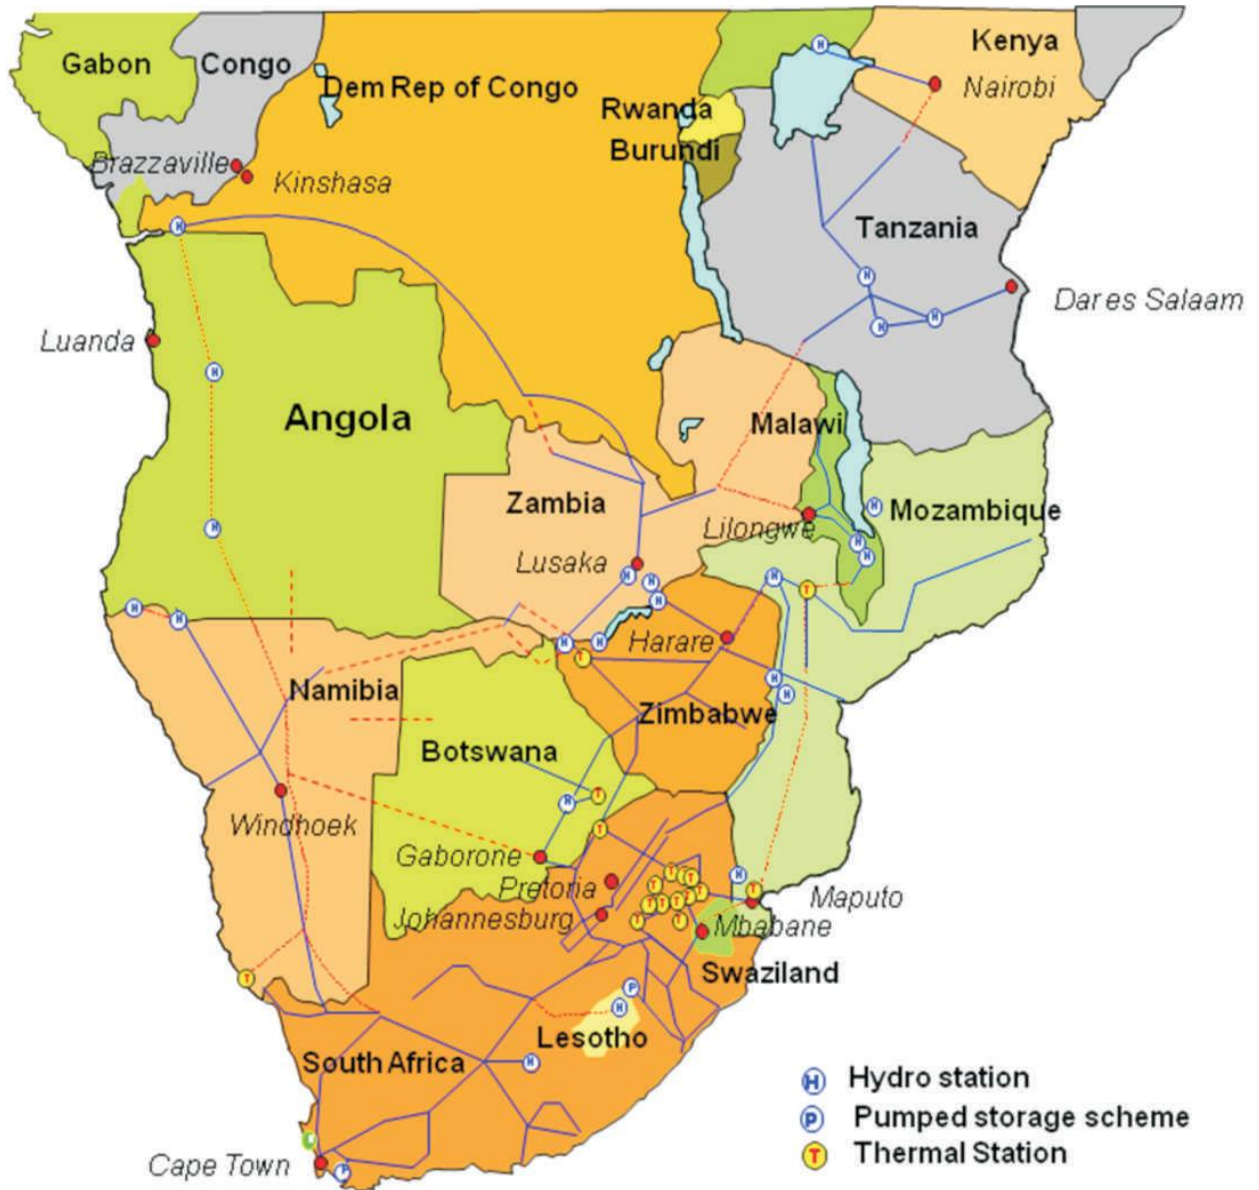 Gabon
Congo
Kenya
Dem Rep of Congo
Nairobi
Rwanda
Burundi
Brazzaville
Kinshasa
Tanzania
Dar es Salaam
Luanda
Angola
Malawi
Zambia
Mozambique
Lilongwe
Lusaka
Harare
Namibia
Zimbabwe
Botswana
Windhoek
Gaborone
Pretoria
Maputo
Johannesburg
Mbabane
Swaziland
Lesotho
South Africa
H Hydro station
P Pumped storage scheme
T Thermal Station
Cape Town